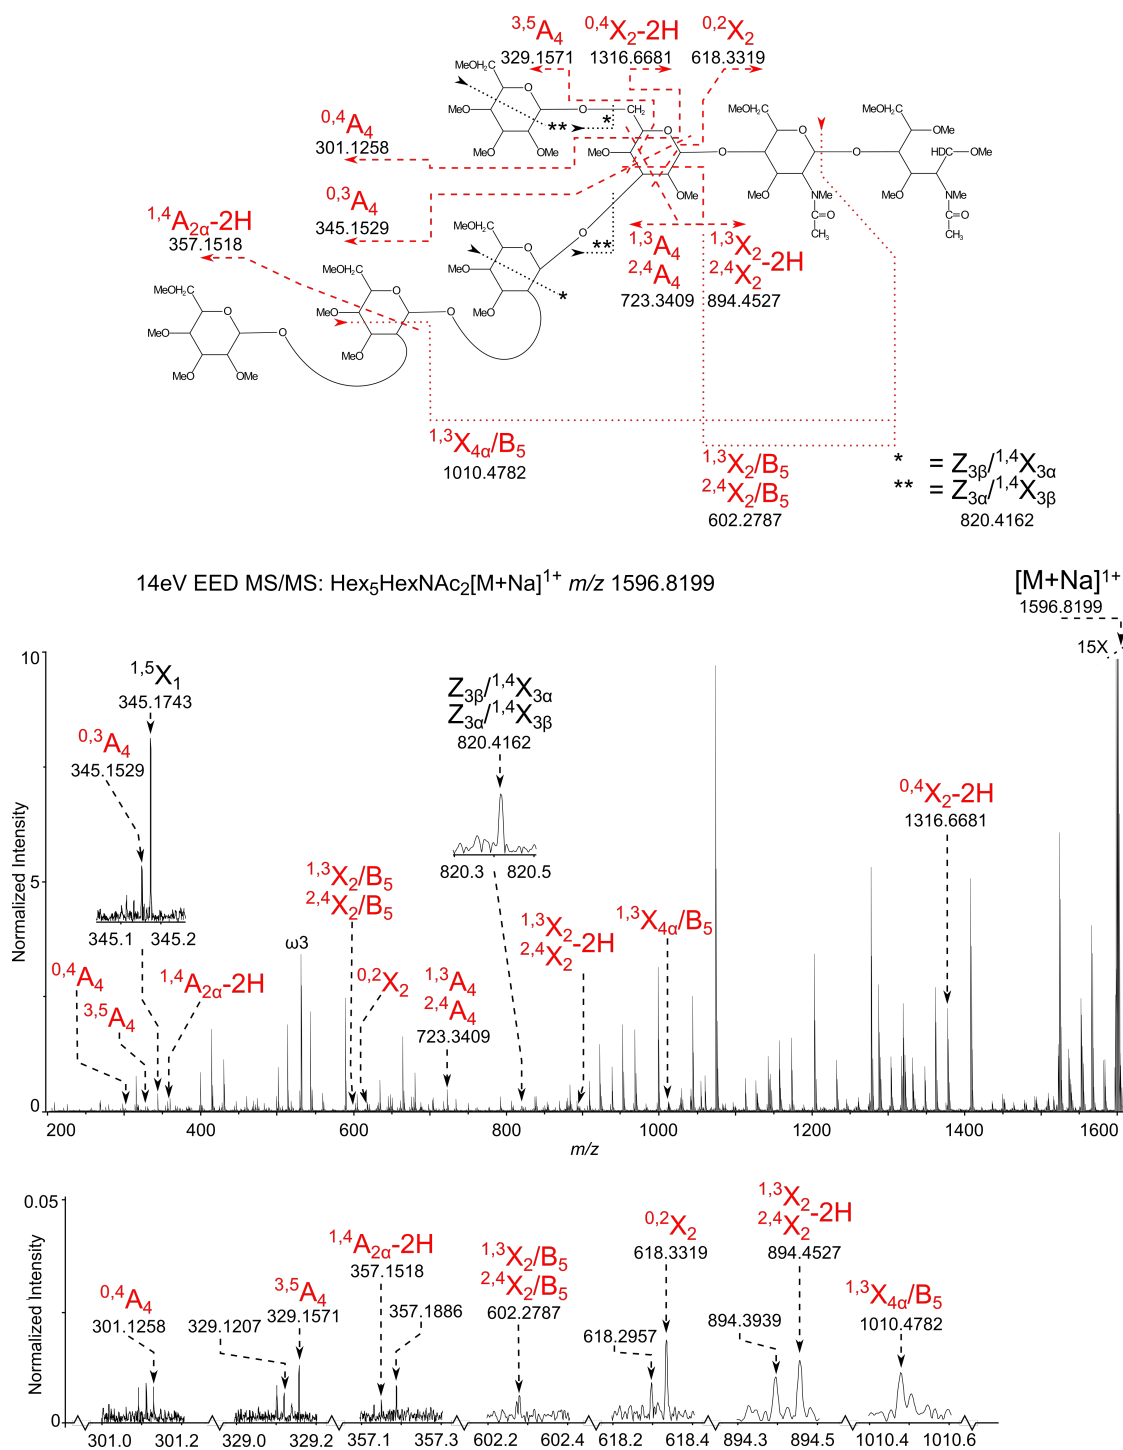 3,5A4
0,4X2-2H
0,2X2
329.1571
1316.6681
618.3319
MeOH2C
O
MeO
MeO
OMe
O
**
*
CH2
0,4A4
301.1258
MeO
O
OMe
O
MeOH2C
O
MeO
NMe
C=O
CH3
O
MeOH2C
OMe
HDC
OMe
MeO
NMe
C=O
CH3
0,3A4
345.1529
1,4A2α-2H
357.1518
MeOH2C
O
MeO
MeO
*
O
**
1,3A4
2,4A4
723.3409
1,3X2
2,4X2
-2H
894.4527
MeOH2C
O
MeO
MeO
O
MeOH2C
O
MeO
MeO
OMe
O
1,3X4α/B5
1010.4782
1,3X2/B5
2,4X2/B5
602.2787
* = Z3β/1,4X3α
** = Z3α/1,4X3β
820.4162
14eV EED MS/MS: Hex5HexNAc2[M+Na]1+ m/z 1596.8199
[M+Na]1+
1596.8199
15X
10
5
0
Normalized Intensity
1,5X1
345.1743
0,3A4
345.1529
345.1
345.2
0,4A4
3,5A4
1,4A2α-2H
ω3
1,3X2/B5
2,4X2/B5
0,2X2
1,3A4
2,4A4
723.3409
Z3β/1,4X3α
Z3α/1,4X3β
820.4162
820.3
820.5
1,3X2
2,4X2
-2H
1,3X4α/B5
0,4X2-2H
1316.6681
200
400
600
800
1000
1200
1400
1600
m/z
0.05
0
Normalized Intensity
0,4A4
301.1258
329.1207
3,5A4
329.1571
1,4A2α-2H
357.1518
357.1886
1,3X2/B5
2,4X2/B5
602.2787
618.2957
0,2X2
618.3319
894.3939
1,3X2
2,4X2
-2H
894.4527
1,3X4α/B5
1010.4782
301.0
301.2
329.0
329.2
357.1
357.3
602.2
602.4
618.2
618.4
894.3
894.5
1010.4
1010.6